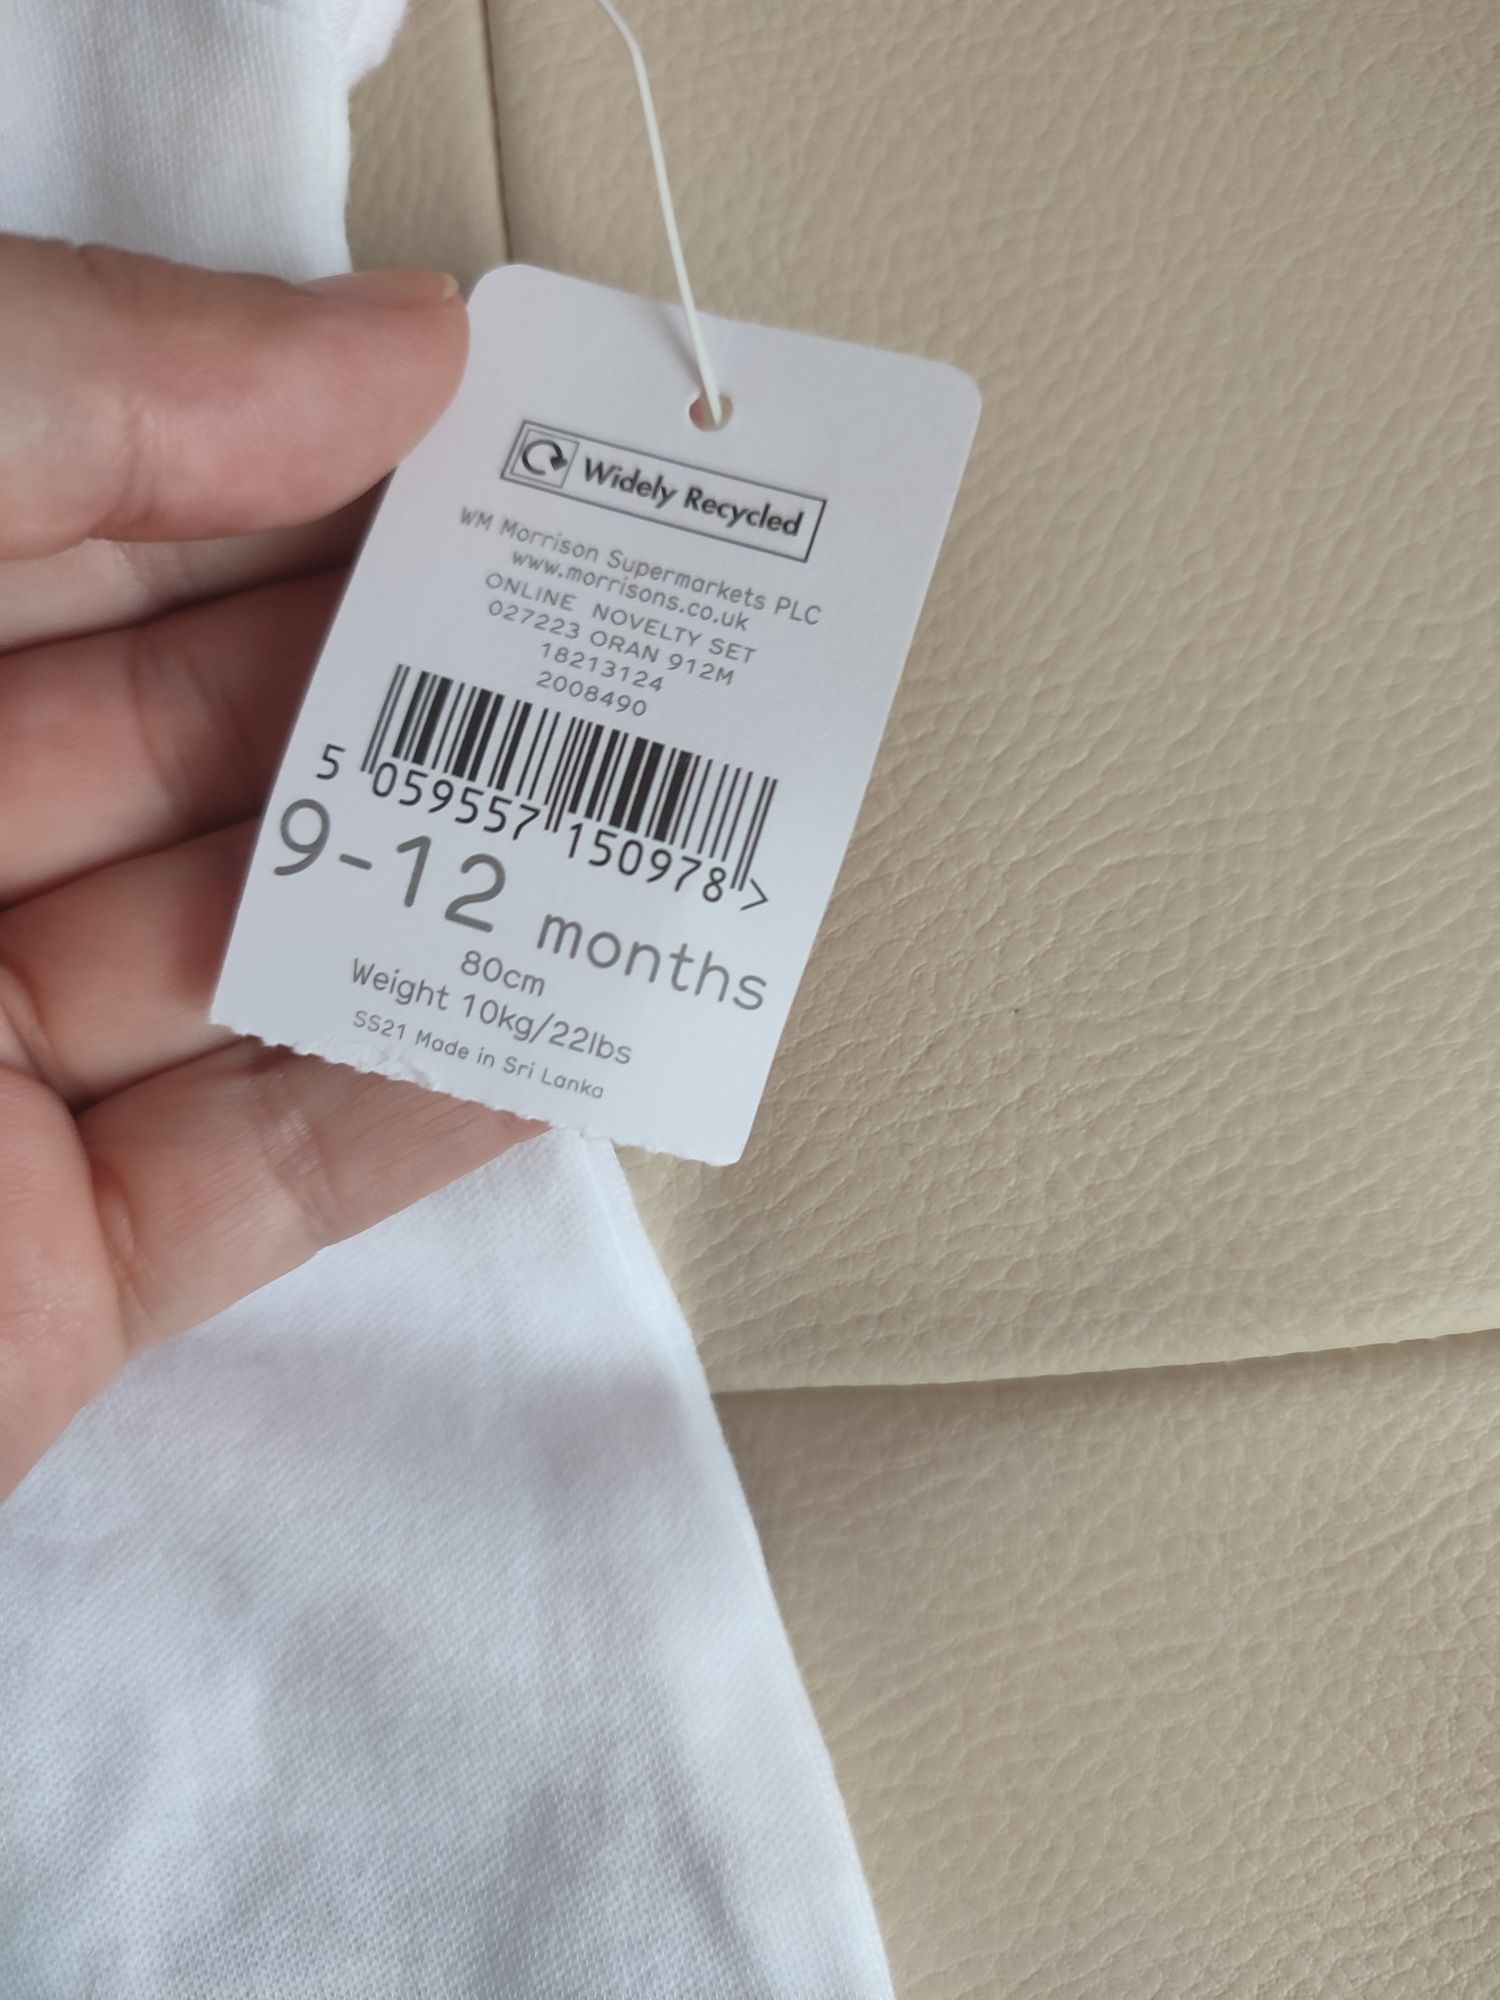 Widely Recycled
WM Morrison Supermarkets PLC
www.morrisons.co.uk
ONLINE NOVELTY SET
027223 ORAN 912M
18213124
2008490
5 059557 150978 >
9-12 months
80cm
Weight 10kg/22lbs
SS21 Made in Sri Lanka